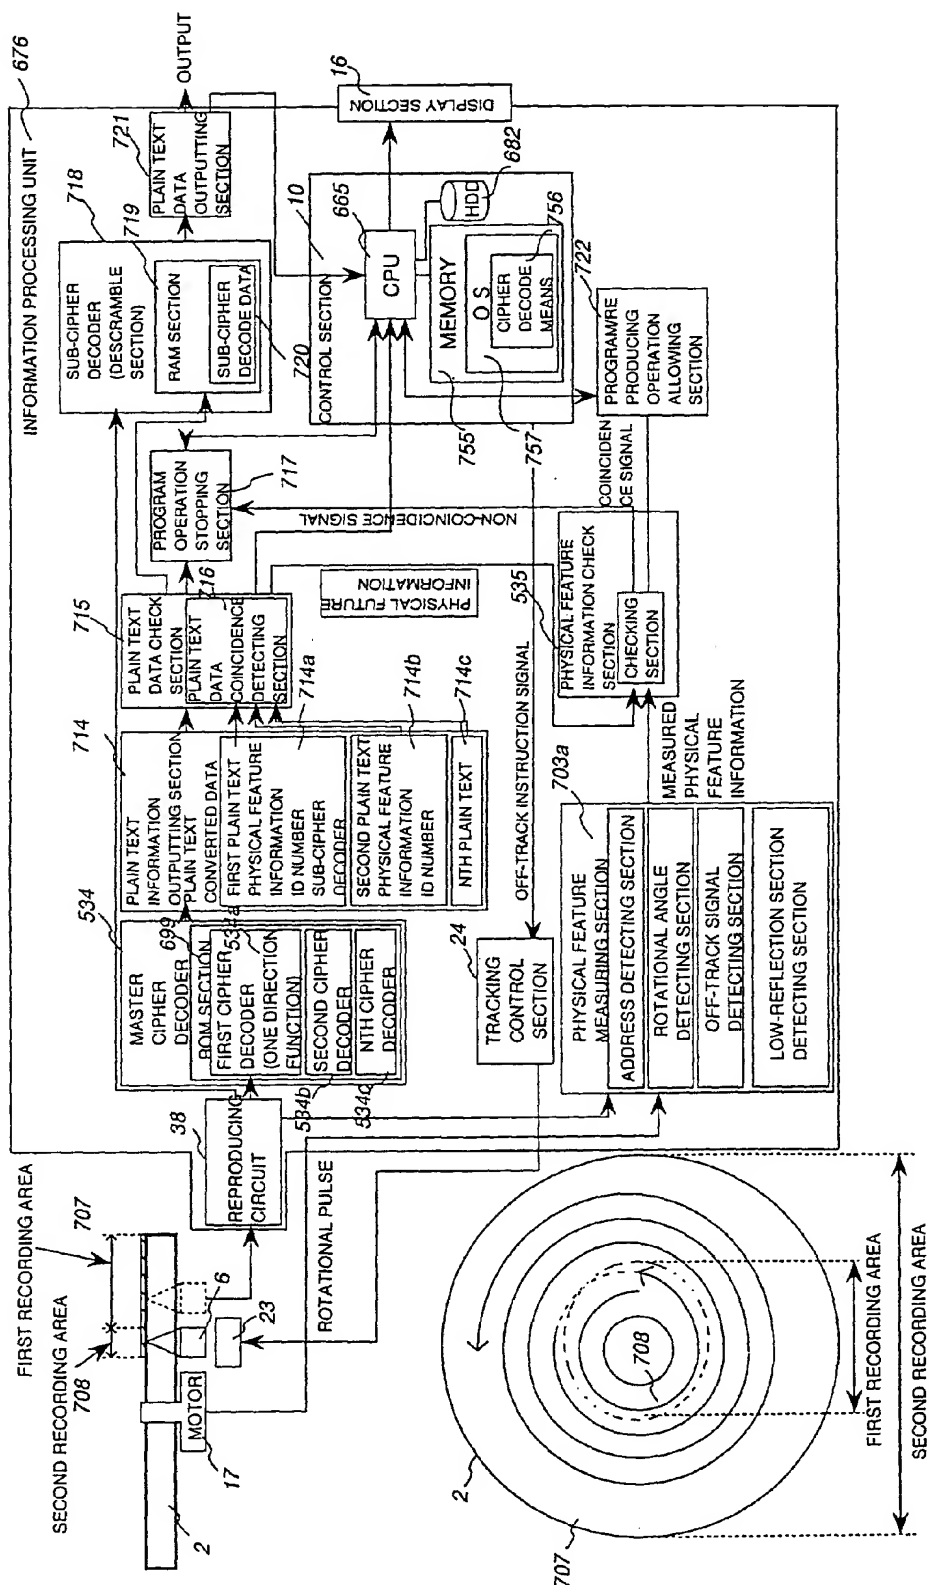 INFORMATION PROCESSING UNIT
676
FIRST RECORDING AREA
707
SECOND RECORDING AREA
708
2
MOTOR
17
6
23
ROTATIONAL PULSE
38
REPRODUCING
CIRCUIT
534
MASTER
CIPHER
DECODER
699
ROM SECTION
534a
FIRST CIPHER
DECODER
(ONE DIRECTION
FUNCTION)
SECOND CIPHER
DECODER
534b
NTH CIPHER
DECODER
534c
714
PLAIN TEXT
INFORMATION
OUTPUTTING SECTION
PLAIN TEXT
CONVERTED DATA
FIRST PLAIN TEXT
PHYSICAL FEATURE
INFORMATION
ID NUMBER
SUB-CIPHER
DECODER
714a
SECOND PLAIN TEXT
PHYSICAL FEATURE
INFORMATION
ID NUMBER
714b
NTH PLAIN TEXT
714c
715
PLAIN TEXT
DATA CHECK
SECTION
716
PLAIN TEXT
DATA
COINCIDENCE
DETECTING
SECTION
PROGRAM
OPERATION
STOPPING
SECTION
717
NON-COINCIDENCE SIGNAL
PHYSICAL FUTURE
INFORMATION
718
SUB-CIPHER
DECODER
(DESCRAMBLE
SECTION)
719
RAM SECTION
SUB-CIPHER
DECODE DATA
720
721
PLAIN TEXT
DATA
OUTPUTTING
SECTION
OUTPUT
10
CONTROL SECTION
665
CPU
HDD
682
MEMORY
755
O S
757
CIPHER
DECODE
MEANS
756
16
DISPLAY SECTION
722
PROGRAMRE
PRODUCING
OPERATION
ALLOWING
SECTION
COINCIDEN
CE SIGNAL
535
PHYSICAL FEATURE
INFORMATION CHECK
SECTION
CHECKING
SECTION
OFF-TRACK INSTRUCTION SIGNAL
24
TRACKING
CONTROL
SECTION
703a
MEASURED
PHYSICAL
FEATURE
INFORMATION
PHYSICAL FEATURE
MEASURING SECTION
ADDRESS DETECTING SECTION
ROTATIONAL ANGLE
DETECTING SECTION
OFF-TRACK SIGNAL
DETECTING SECTION
LOW-REFLECTION SECTION
DETECTING SECTION
2
707
708
FIRST RECORDING AREA
SECOND RECORDING AREA